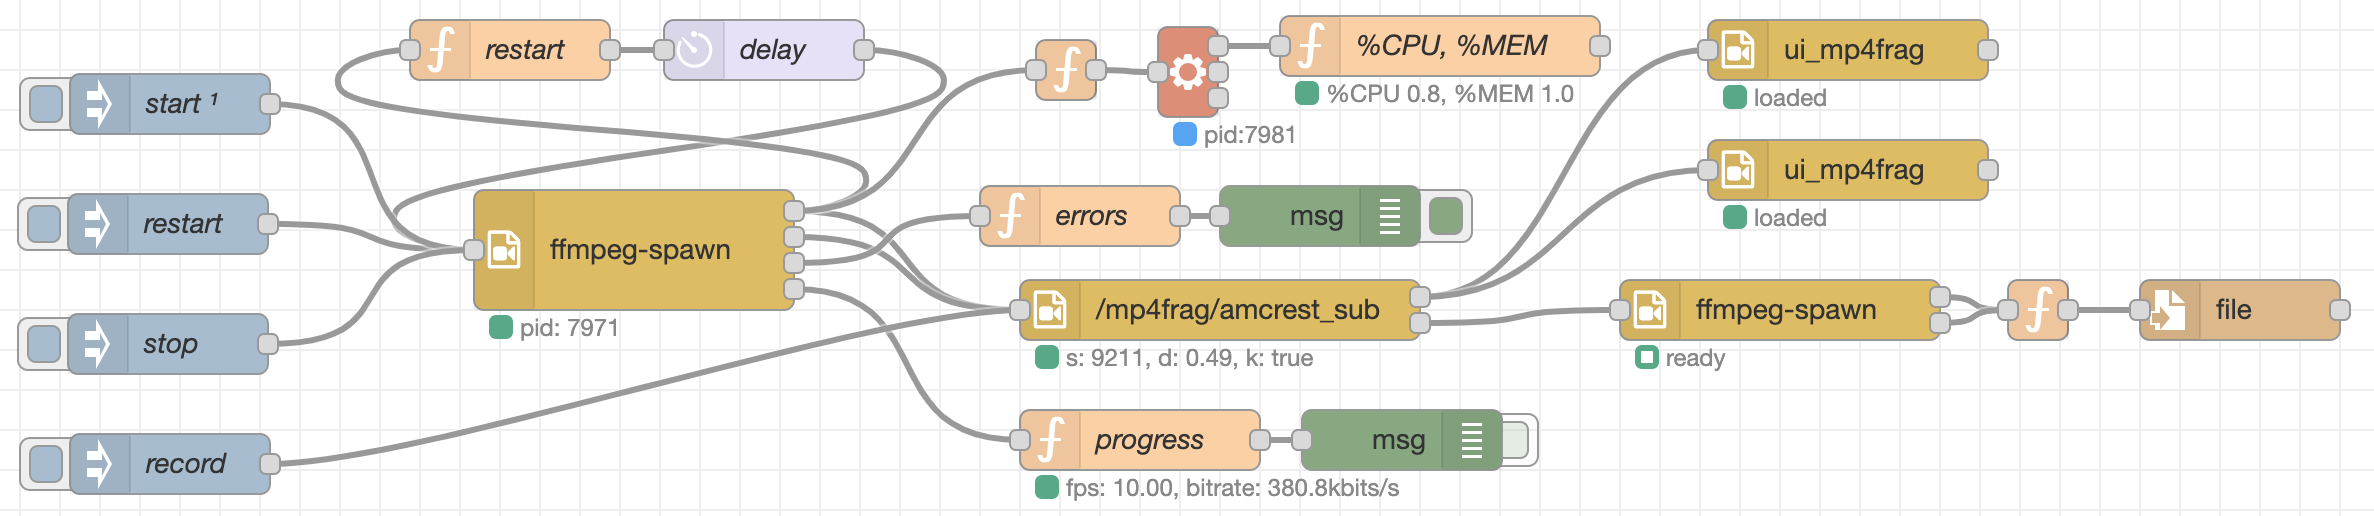 restart
delay
%CPU, %MEM
%CPU 0.8, %MEM 1.0
pid:7981
ui_mp4frag
loaded
start ¹
ui_mp4frag
loaded
restart
ffmpeg-spawn
pid: 7971
errors
msg
stop
/mp4frag/amcrest_sub
s: 9211, d: 0.49, k: true
ffmpeg-spawn
ready
file
record
progress
fps: 10.00, bitrate: 380.8kbits/s
msg